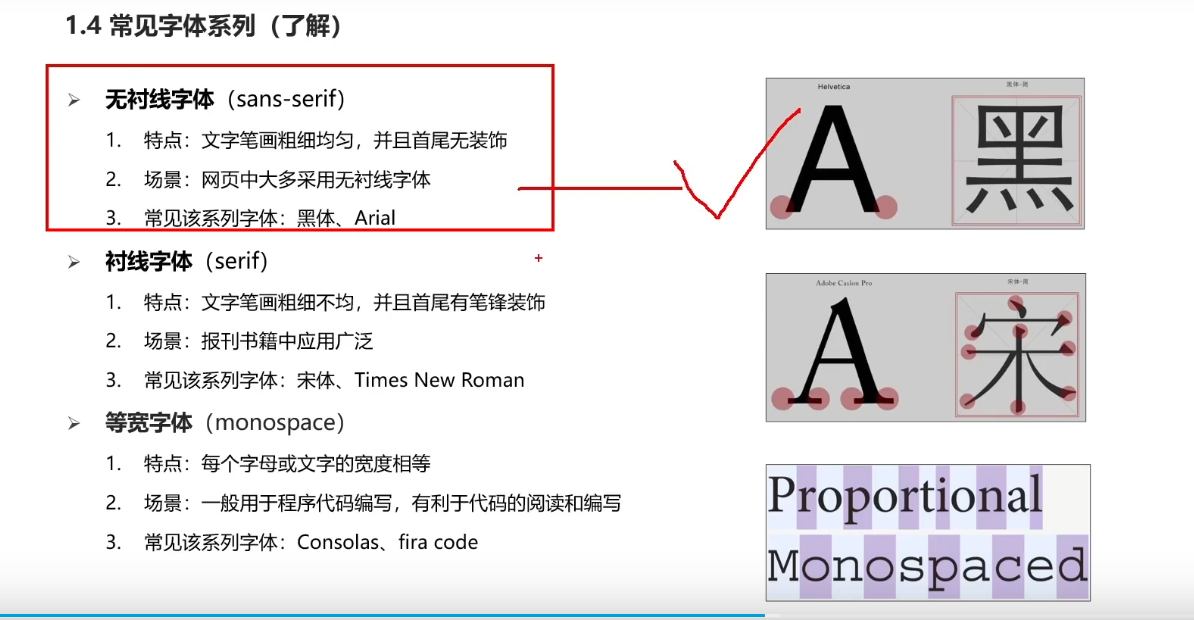 1.4 常见字体系列（了解）
➢ 无衬线字体（sans-serif）
1. 特点：文字笔画粗细均匀，并且首尾无装饰
2. 场景：网页中大多采用无衬线字体
3. 常见该系列字体：黑体、Arial
➢ 衬线字体（serif）
1. 特点：文字笔画粗细不均，并且首尾有笔锋装饰
2. 场景：报刊书籍中应用广泛
3. 常见该系列字体：宋体、Times New Roman
➢ 等宽字体（monospace）
1. 特点：每个字母或文字的宽度相等
2. 场景：一般用于程序代码编写，有利于代码的阅读和编写
3. 常见该系列字体：Consolas、fira code
Helvetica
A
黑体-简
黑
Adobe Caslon Pro
A
宋体-简
宋
Proportional
Monospaced